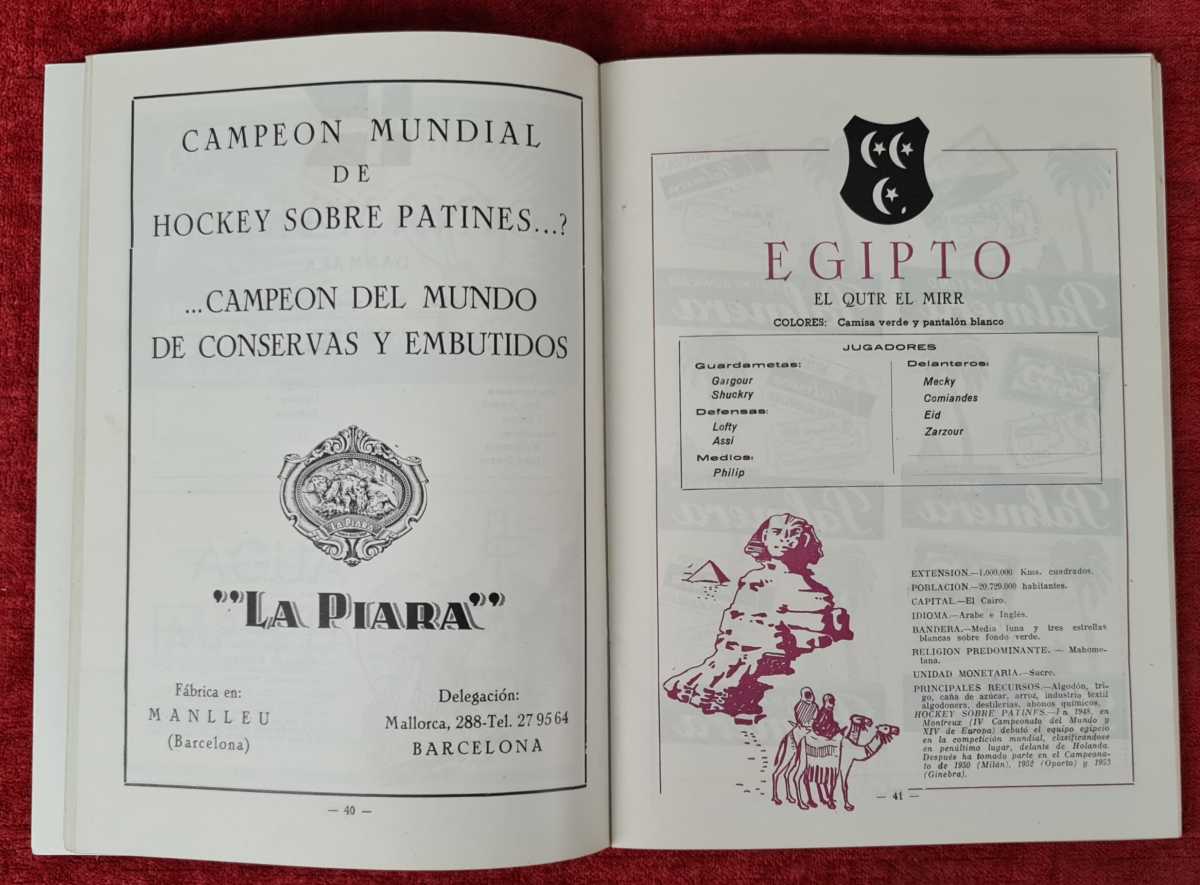 CAMPEON MUNDIAL
DE
HOCKEY SOBRE PATINES...?
...CAMPEON DEL MUNDO
DE CONSERVAS Y EMBUTIDOS
LA PIARA
""LA PIARA""
Fábrica en:
MANLLEU
(Barcelona)
Delegación:
Mallorca, 288-Tel. 27 95 64
BARCELONA
— 40 —
EGIPTO
EL QUTR EL MIRR
COLORES: Camisa verde y pantalón blanco
JUGADORES
Guardametas:
Gargour
Shuckry
Defensas:
Lofty
Assi
Medios:
Philip
Delanteros:
Mecky
Comiandes
Eid
Zarzour
EXTENSION.—1.000.000 Kms. cuadrados.
POBLACION.—20.729.000 habitantes.
CAPITAL.—El Cairo.
IDIOMA.—Arabe e Inglés.
BANDERA.—Media luna y tres estrellas
blancas sobre fondo verde.
RELIGION PREDOMINANTE. — Mahome-
tana.
UNIDAD MONETARIA.—Sucre.
PRINCIPALES RECURSOS.—Algodón, tri-
go, caña de azúcar, arroz, industria textil
algodonera, destilerías, abonos químicos.
HOCKEY SOBRE PATINES.—En 1948, en
Montreux (IV Campeonato del Mundo y
XIV de Europa) debutó el equipo egipcio
en la competición mundial, clasificándose
en penúltimo lugar, delante de Holanda.
Después ha tomado parte en el Campeona-
to de 1950 (Milán), 1952 (Oporto) y 1953
(Ginebra).
— 41 —